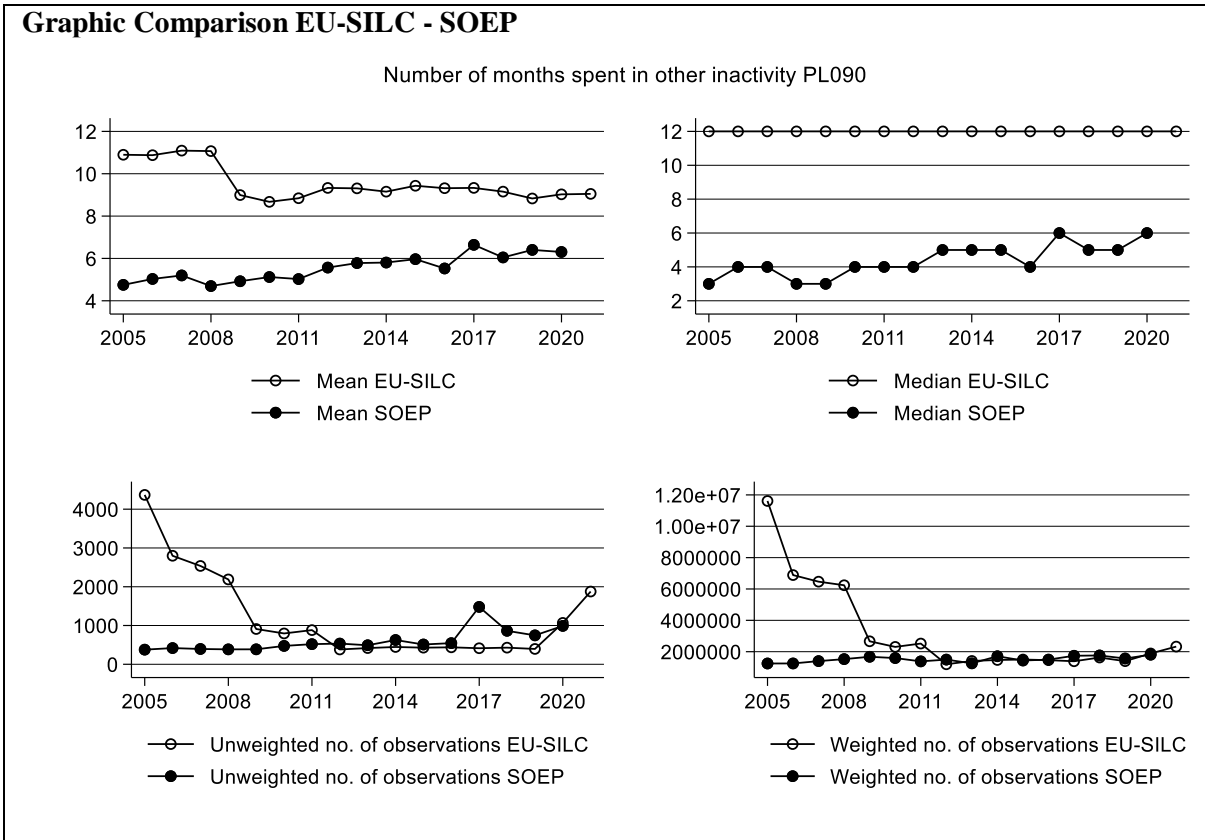 Graphic Comparison EU-SILC - SOEP
Number of months spent in other inactivity PL090
12
10
8
6
4
2005 2008 2011 2014 2017 2020
Mean EU-SILC
Mean SOEP
12
10
8
6
4
2
2005 2008 2011 2014 2017 2020
Median EU-SILC
Median SOEP
4000
3000
2000
1000
0
2005 2008 2011 2014 2017 2020
Unweighted no. of observations EU-SILC
Unweighted no. of observations SOEP
1.20e+07
1.00e+07
8000000
6000000
4000000
2000000
2005 2008 2011 2014 2017 2020
Weighted no. of observations EU-SILC
Weighted no. of observations SOEP